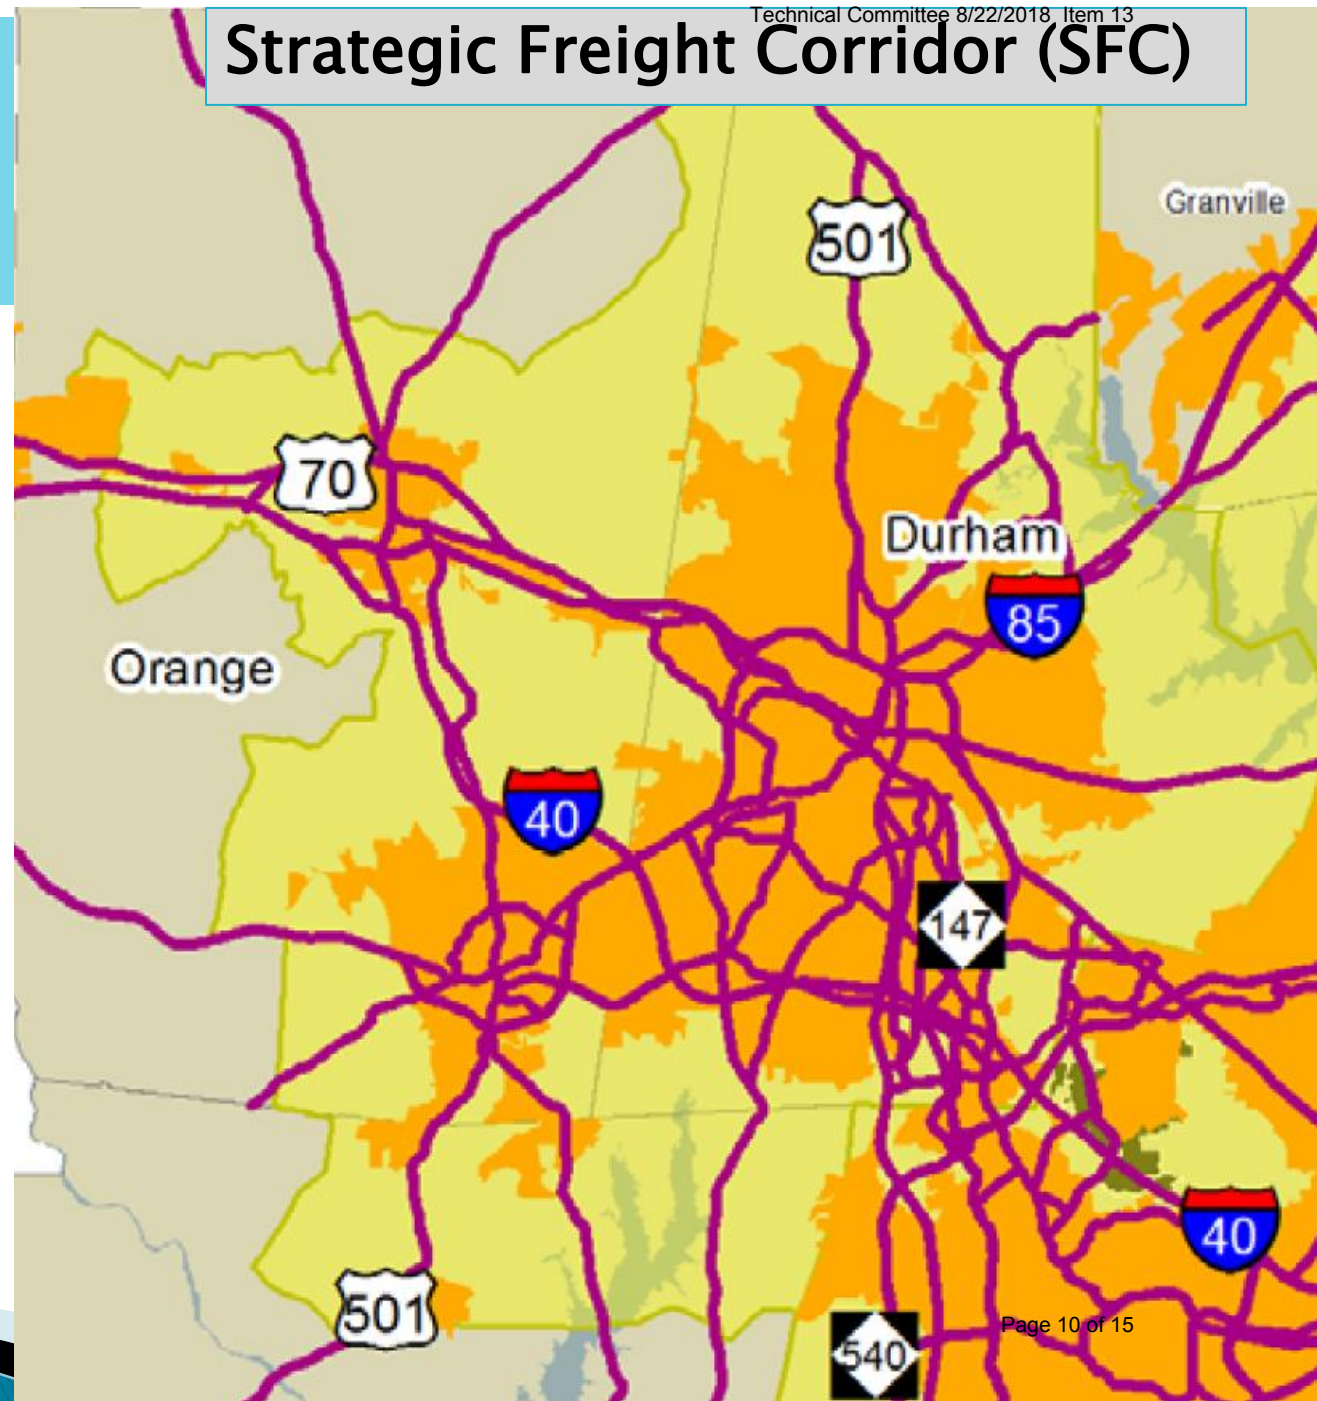 Technical Committee 8/22/2018 Item 13
Strategic Freight Corridor (SFC)
Granville
501
70
Durham
85
Orange
40
147
40
501
Page 10 of 15
540